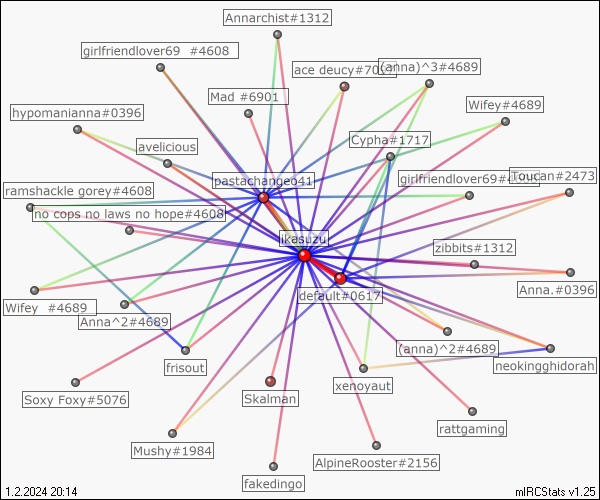 Annarchist#1312
girlfriendlover69 #4608
ace deucy#70
(anna)^3#4689
Mad #6901
Wifey#4689
hypomanianna#0396
Cypha#1717
avelicious
pastachangeo41
girlfriendlover69#4
Toucan#2473
ramshackle gorey#4608
no cops no laws no hope#4608
ikasuzu
zibbits#1312
default#0617
Anna.#0396
Wifey #4689
Anna^2#4689
(anna)^2#4689
frisout
neokingghidorah
xenoyaut
Soxy Foxy#5076
Skalman
rattgaming
Mushy#1984
AlpineRooster#2156
fakedingo
1.2.2024 20:14
mIRCStats v1.25